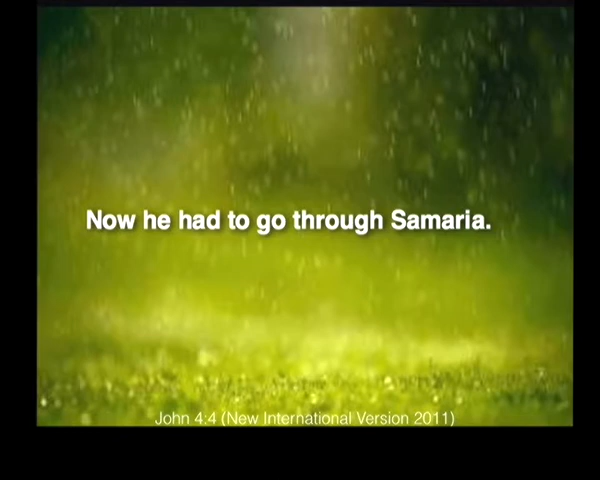 Now he had to go through Samaria.
John 4:4 (New International Version 2011)